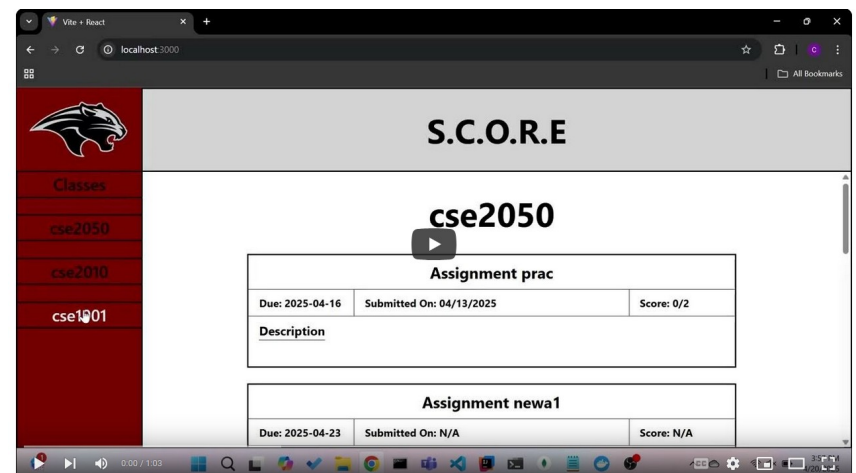 Vite + React
localhost:3000
All Bookmarks
S.C.O.R.E
Classes
cse2050
cse2010
cse1001
cse2050
Assignment prac
Due: 2025-04-16
Submitted On: 04/13/2025
Score: 0/2
Description
Assignment newa1
Due: 2025-04-23
Submitted On: N/A
Score: N/A
0:00 / 1:03